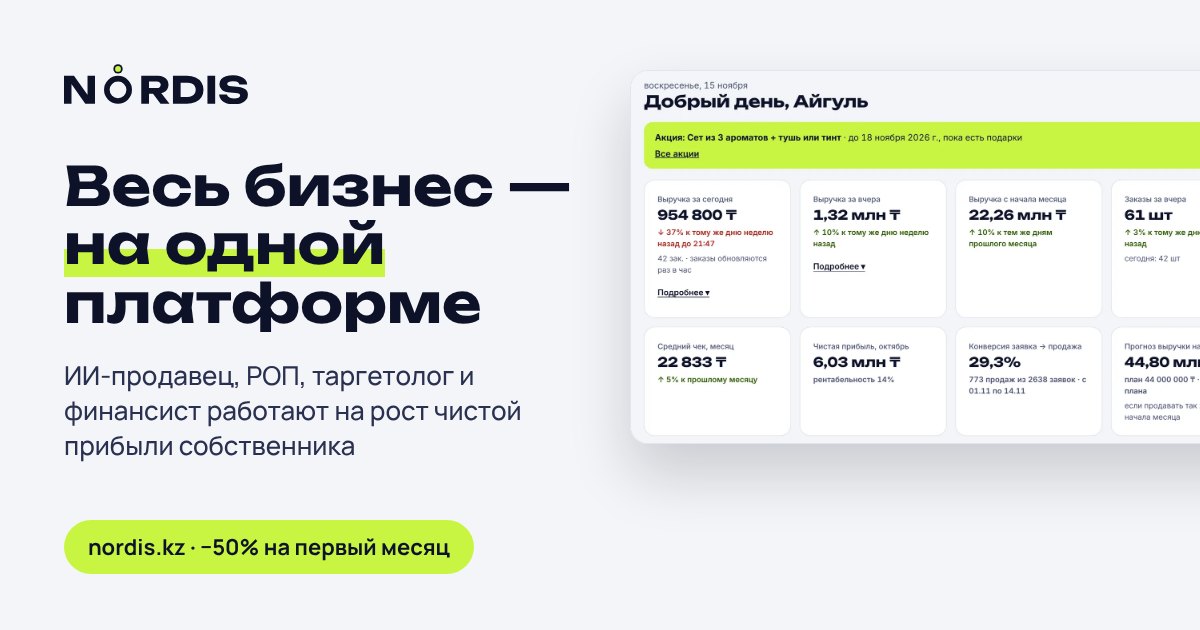 NORDIS
Весь бизнес —
на одной
платформе
ИИ-продавец, РОП, таргетолог и
финансист работают на рост чистой
прибыли собственника
nordis.kz · −50% на первый месяц
воскресенье, 15 ноября
Добрый день, Айгуль
Акция: Сет из 3 ароматов + тушь или тинт · до 18 ноября 2026 г., пока есть подарки
Все акции
Выручка за сегодня
954 800 ₸
↓ 37% к тому же дню неделю
назад до 21:47
42 зак. · заказы обновляются
раз в час
Подробнее ▾
Выручка за вчера
1,32 млн ₸
↑ 10% к тому же дню неделю
назад
Подробнее ▾
Выручка с начала месяца
22,26 млн ₸
↑ 10% к тем же дням
прошлого месяца
Заказы за вчера
61 шт
↑ 3% к тому же
назад
сегодня: 42 шт
Средний чек, месяц
22 833 ₸
↑ 5% к прошлому месяцу
Чистая прибыль, октябрь
6,03 млн ₸
рентабельность 14%
Конверсия заявка → продажа
29,3%
773 продаж из 2638 заявок · с
01.11 по 14.11
Прогноз выручки
44,80
план 44 000 000 ₸ ·
плана
если продавать так
начала месяца